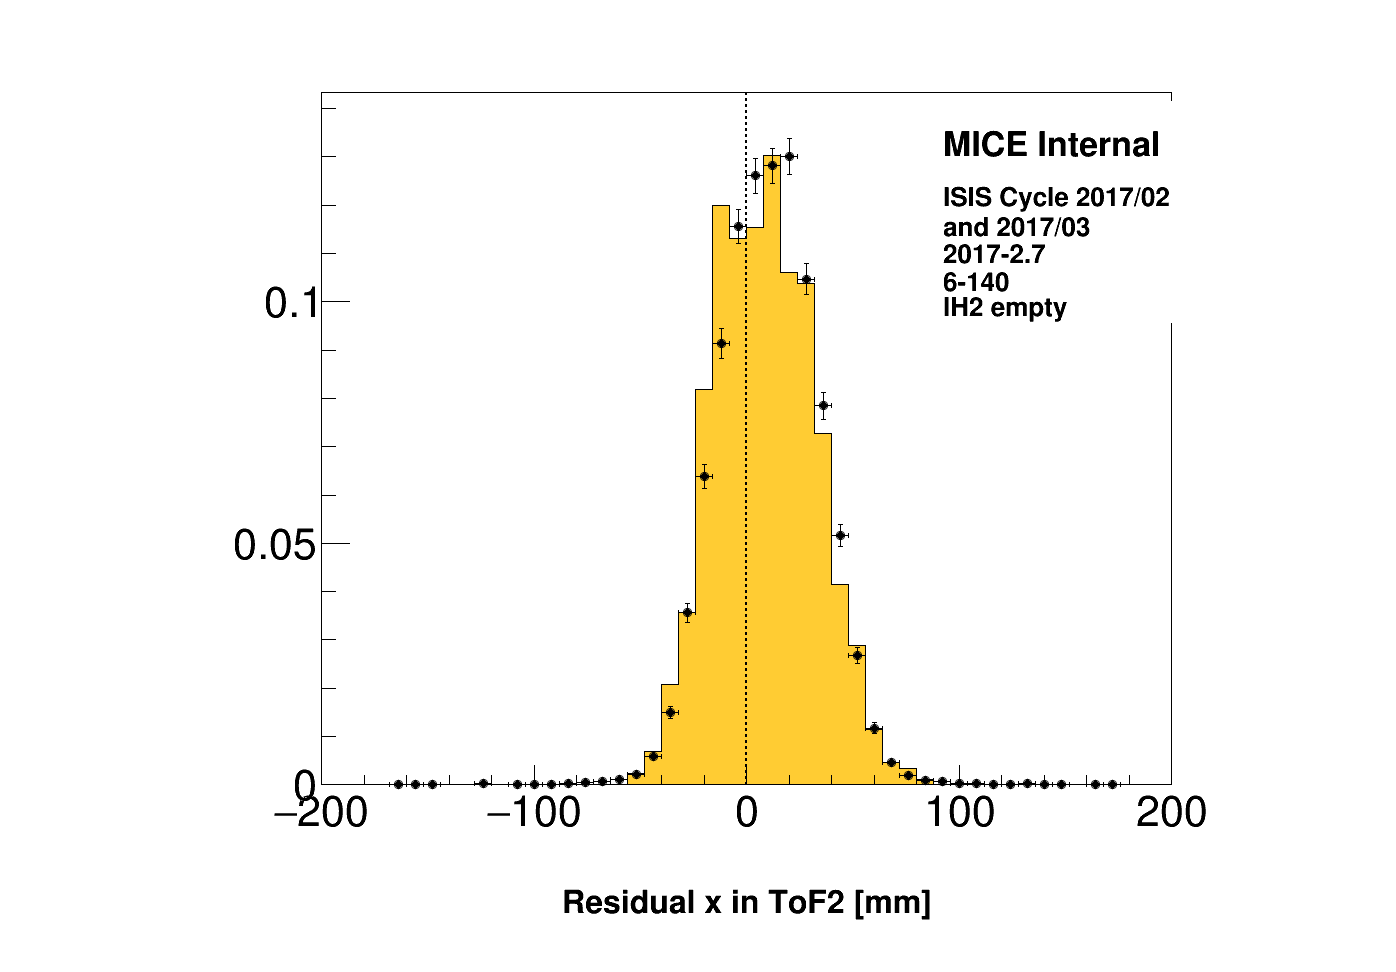 MICE Internal
ISIS Cycle 2017/02
and 2017/03
2017-2.7
6-140
lH2 empty
0.1
0.05
0
−200 −100 0 100 200
Residual x in ToF2 [mm]